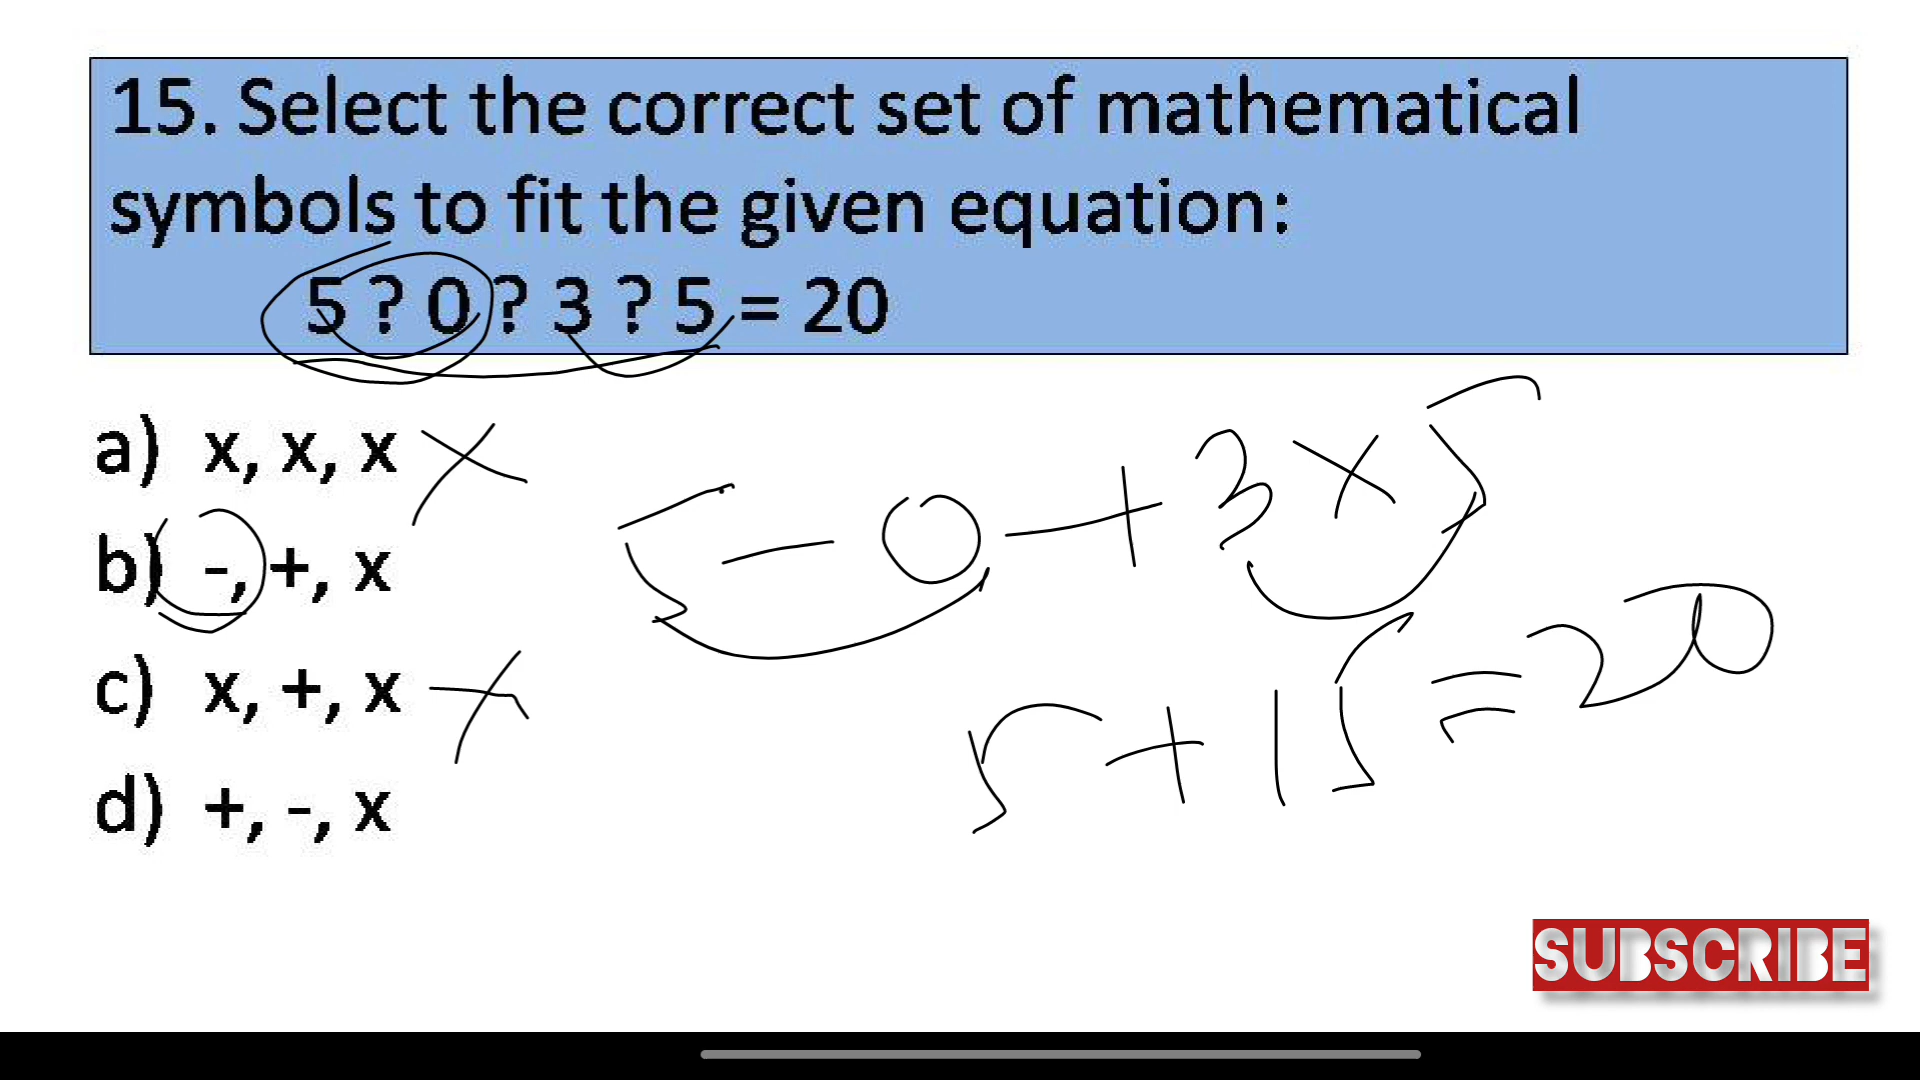 15. Select the correct set of mathematical
symbols to fit the given equation:
5 ? 0 ? 3 ? 5 = 20
a) x, x, x
b) -, +, x
c) x, +, x
d) +, -, x
5 - 0 + 3 x 5
5 + 15 = 20
SUBSCRIBE